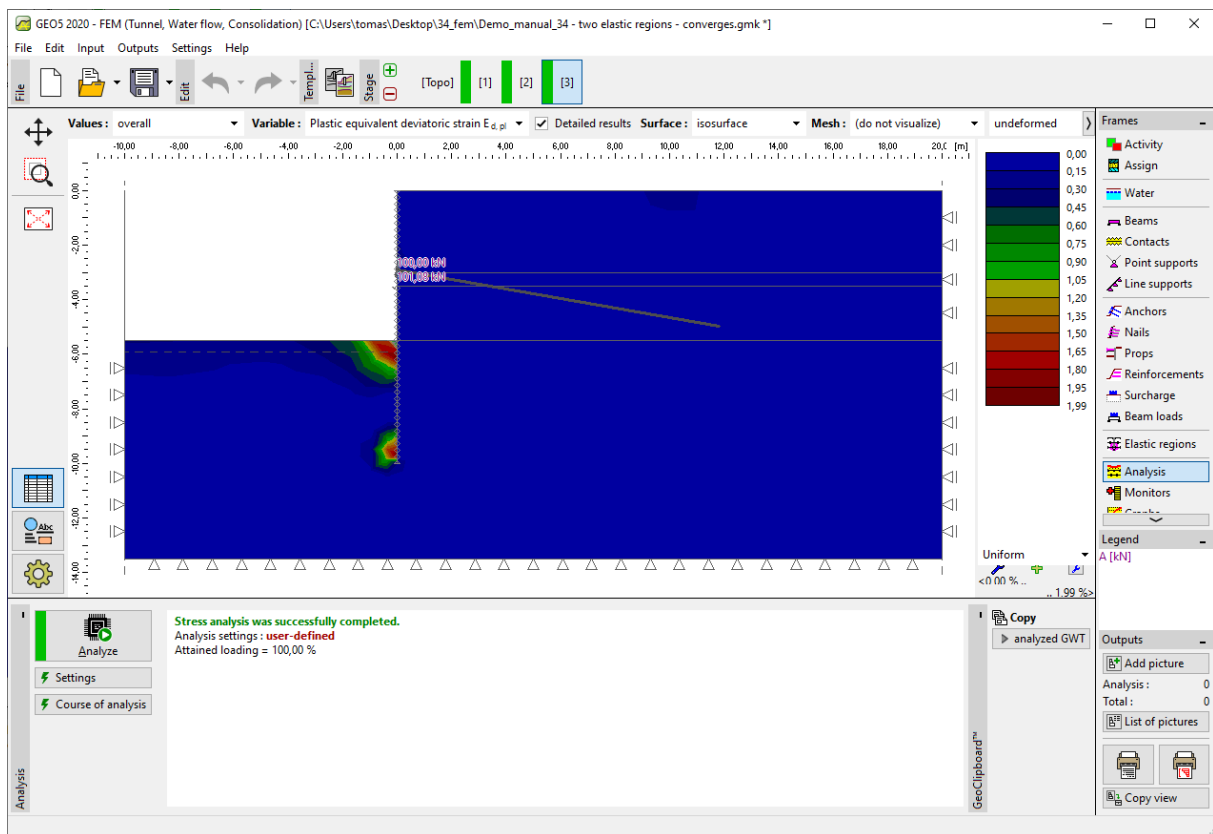 GEO5 2020 - FEM (Tunnel, Water flow, Consolidation) [C:\Users\tomas\Desktop\34_fem\Demo_manual_34 - two elastic regions - converges.gmk *]
File Edit Input Outputs Settings Help
File Edit Templ... Stage [Topo] [1] [2] [3]
Values : overall Variable : Plastic equivalent deviatoric strain E d, pl Detailed results Surface : isosurface Mesh : (do not visualize) undeformed
-10,00 -8,00 -6,00 -4,00 -2,00 0,00 2,00 4,00 6,00 8,00 10,00 12,00 14,00 16,00 18,00 20,0 [m]
0,00
-2,00
-4,00
-6,00
-8,00
-10,00
-12,00
-14,00
100,00 kN
101,08 kN
0,00
0,15
0,30
0,45
0,60
0,75
0,90
1,05
1,20
1,35
1,50
1,65
1,80
1,95
1,99
Uniform
<0.00 % ..
.. 1.99 %>
Frames
Activity
Assign
Water
Beams
Contacts
Point supports
Line supports
Anchors
Nails
Props
Reinforcements
Surcharge
Beam loads
Elastic regions
Analysis
Monitors
Graphs
Legend
A [kN]
Abc
Analysis
Analyze
Settings
Course of analysis
Stress analysis was successfully completed.
Analysis settings : user-defined
Attained loading = 100,00 %
GeoClipboard™
Copy
analyzed GWT
Outputs
Add picture
Analysis : 0
Total : 0
List of pictures
Copy view